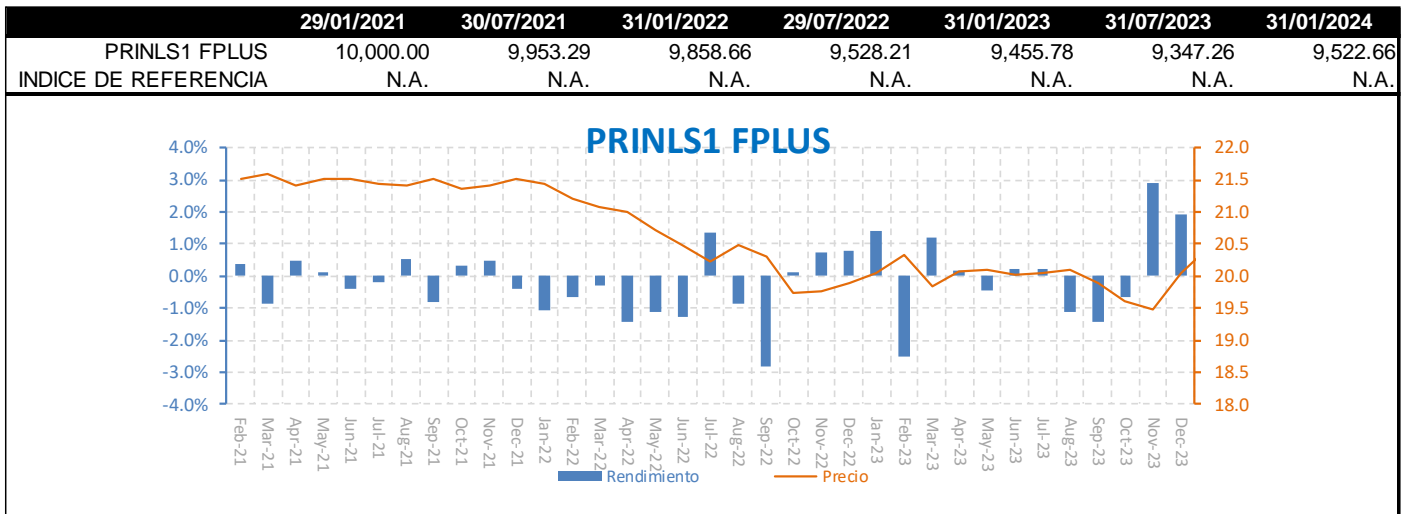 29/01/2021 30/07/2021 31/01/2022 29/07/2022 31/01/2023 31/07/2023 31/01/2024
PRINLS1 FPLUS 10,000.00 9,953.29 9,858.66 9,528.21 9,455.78 9,347.26 9,522.66
INDICE DE REFERENCIA N.A. N.A. N.A. N.A. N.A. N.A. N.A.
PRINLS1 FPLUS
4.0% 22.0
3.0% 21.5
2.0% 21.0
1.0% 20.5
0.0% 20.0
-1.0% 19.5
-2.0% 19.0
-3.0% 18.5
-4.0% 18.0
Feb-21 Mar-21 Apr-21 May-21 Jun-21 Jul-21 Aug-21 Sep-21 Oct-21 Nov-21 Dec-21 Jan-22 Feb-22 Mar-22 Apr-22 May-22 Jun-22 Jul-22 Aug-22 Sep-22 Oct-22 Nov-22 Dec-22 Jan-23 Feb-23 Mar-23 Apr-23 May-23 Jun-23 Jul-23 Aug-23 Sep-23 Oct-23 Nov-23 Dec-23
Rendimiento Precio